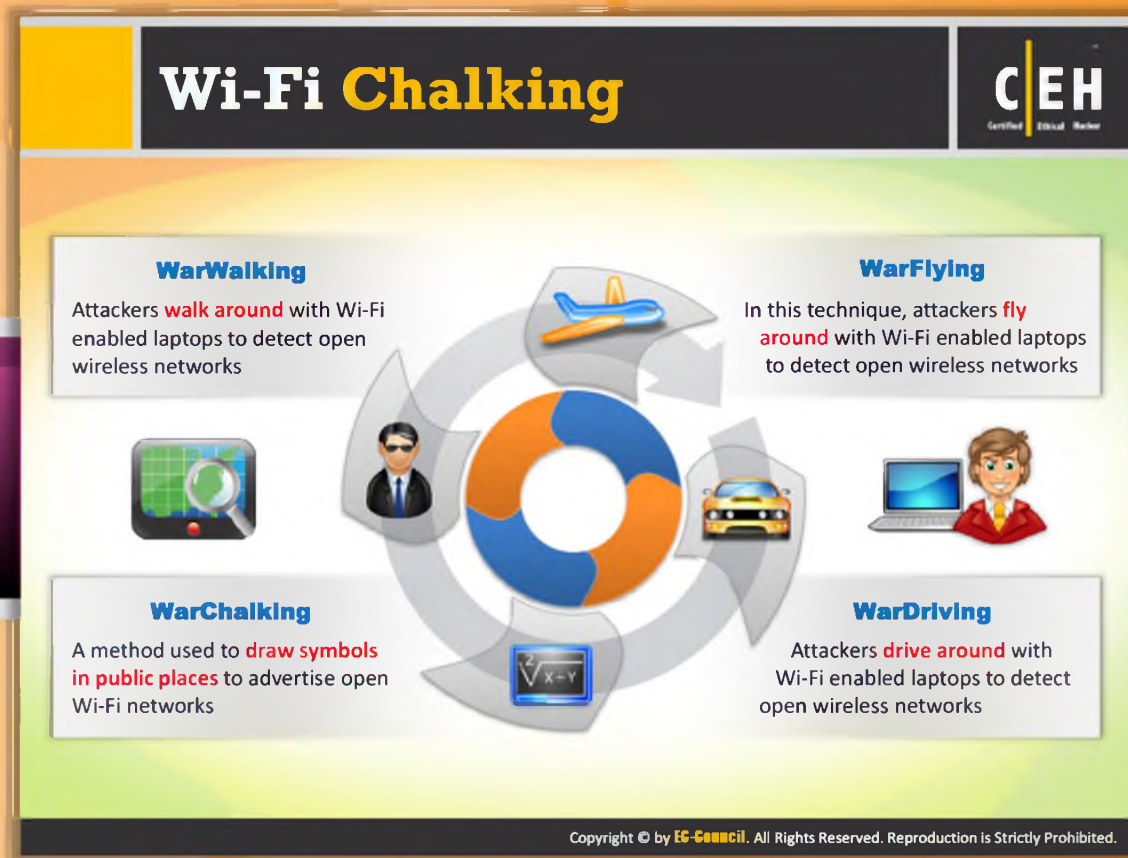 Wi-Fi Chalking
CEH
Certified Ethical Hacker
WarWalking
Attackers walk around with Wi-Fi
enabled laptops to detect open
wireless networks
WarFlying
In this technique, attackers fly
around with Wi-Fi enabled laptops
to detect open wireless networks
WarChalking
A method used to draw symbols
in public places to advertise open
Wi-Fi networks
2√X-Y
WarDriving
Attackers drive around with
Wi-Fi enabled laptops to detect
open wireless networks
Copyright © by EC-Council. All Rights Reserved. Reproduction is Strictly Prohibited.